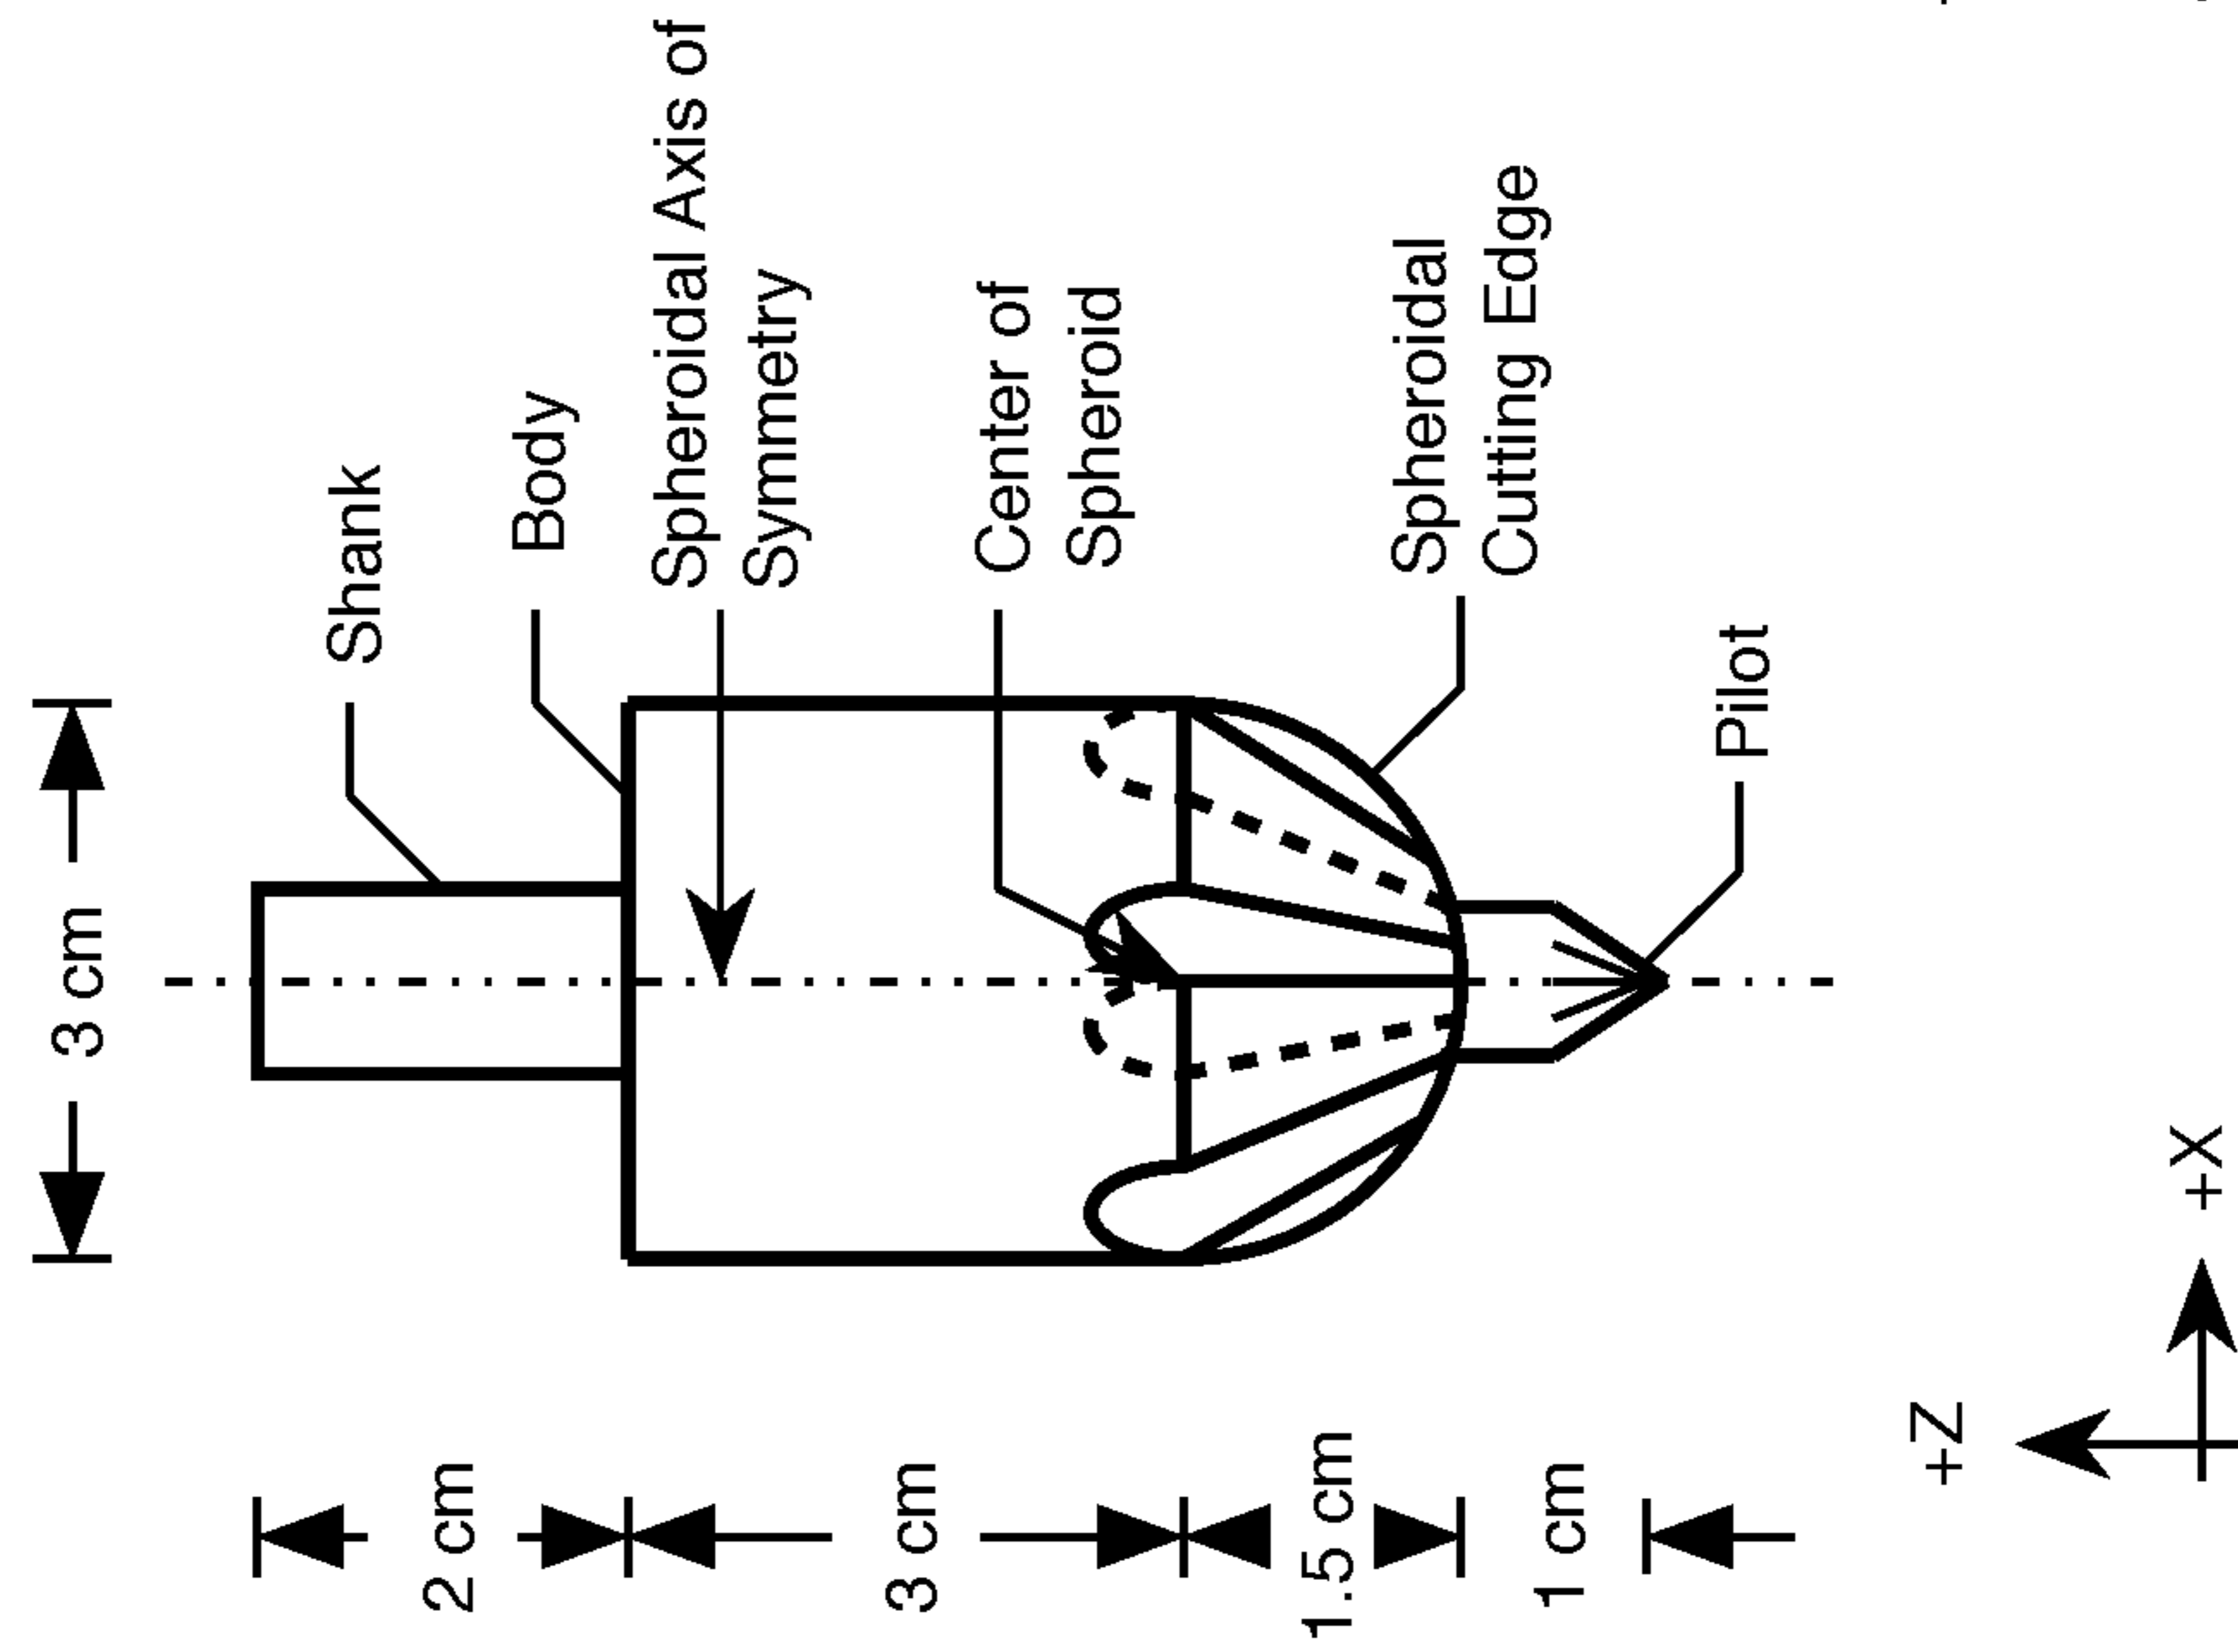 3 cm
Shank
Body
Spheroidal Axis of
Symmetry
Center of
Spheroid
Spheroidal
Cutting Edge
Pilot
2 cm
3 cm
1.5 cm
1 cm
+Z
+X